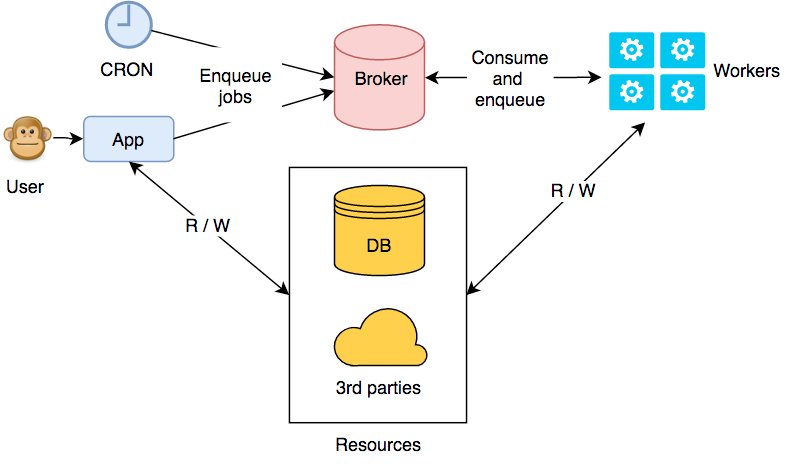 CRON
Enqueue
jobs
Broker
Consume
and
enqueue
Workers
App
User
R / W
R / W
DB
3rd parties
Resources